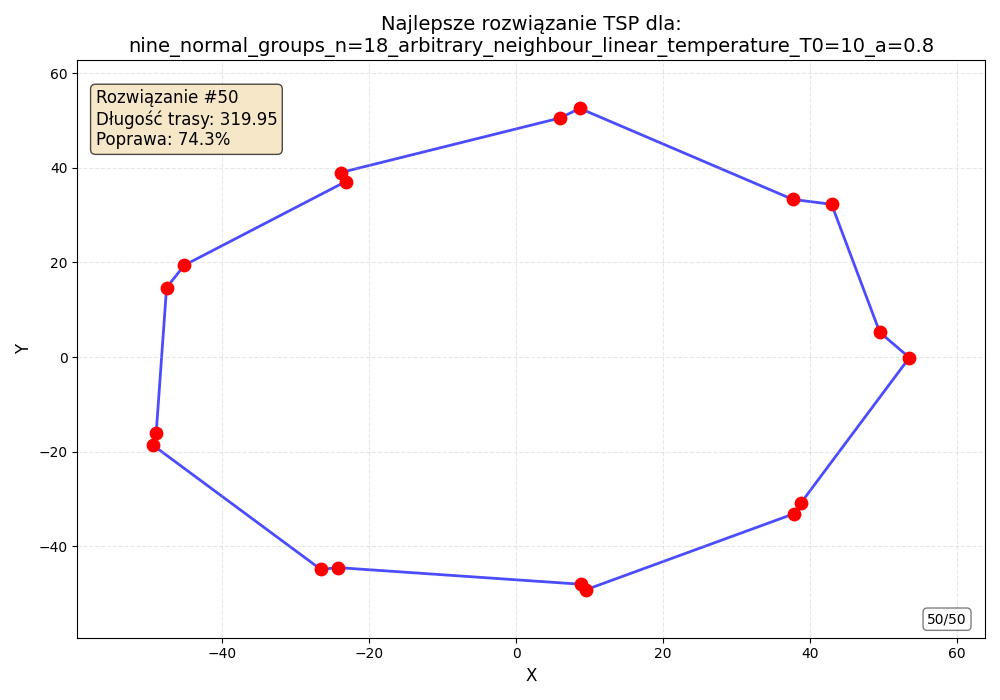 Najlepsze rozwiązanie TSP dla:
nine_normal_groups_n=18_arbitrary_neighbour_linear_temperature_T0=10_a=0.8
Rozwiązanie #50
Długość trasy: 319.95
Poprawa: 74.3%
60
40
20
0
−20
−40
Y
50/50
−40 −20 0 20 40 60
X